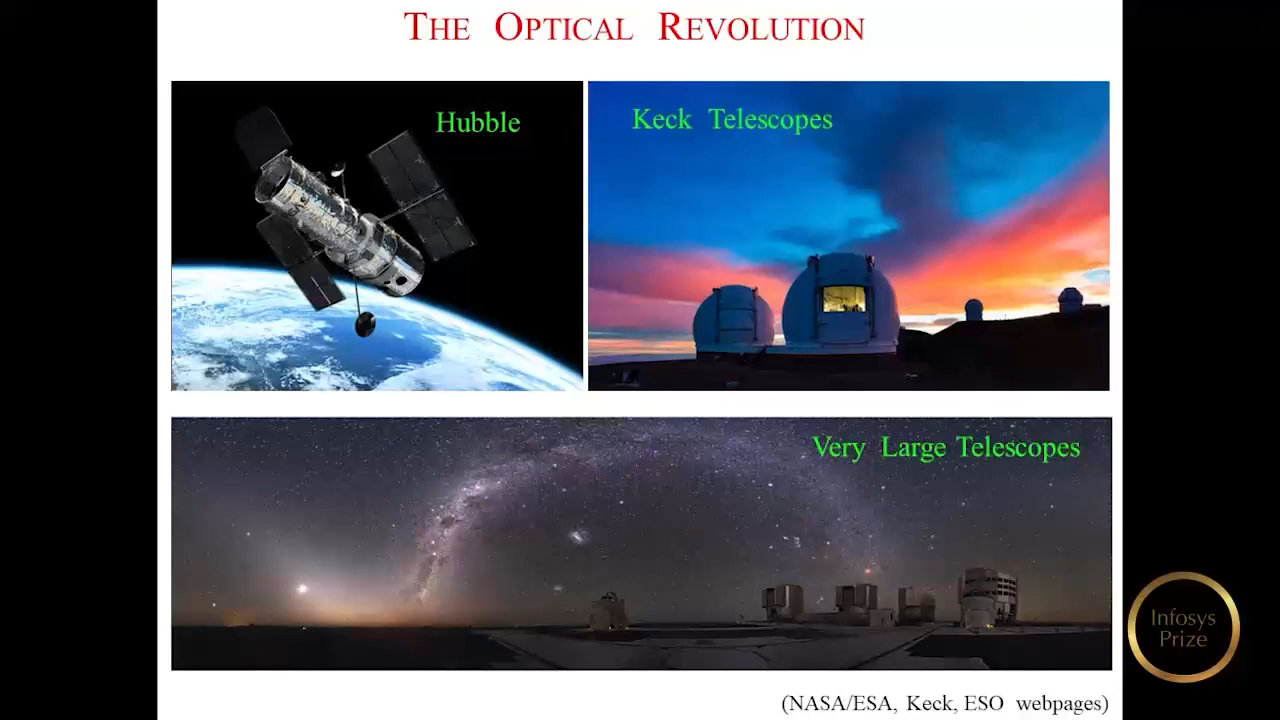 THE OPTICAL REVOLUTION
Hubble
Keck Telescopes
Very Large Telescopes
Infosys
Prize
(NASA/ESA, Keck, ESO webpages)